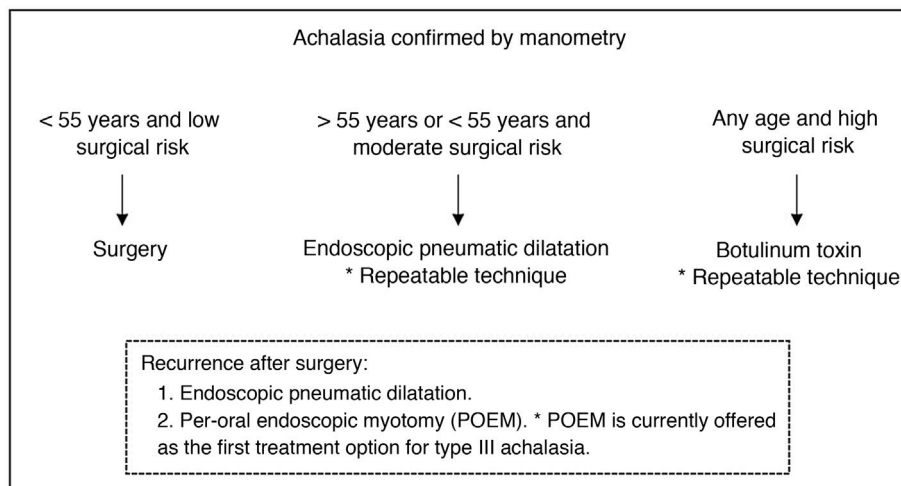 Achalasia confirmed by manometry
< 55 years and low
surgical risk
Surgery
> 55 years or < 55 years and
moderate surgical risk
Endoscopic pneumatic dilatation
* Repeatable technique
Any age and high
surgical risk
Botulinum toxin
* Repeatable technique
Recurrence after surgery:
1. Endoscopic pneumatic dilatation.
2. Per-oral endoscopic myotomy (POEM). * POEM is currently offered
as the first treatment option for type III achalasia.